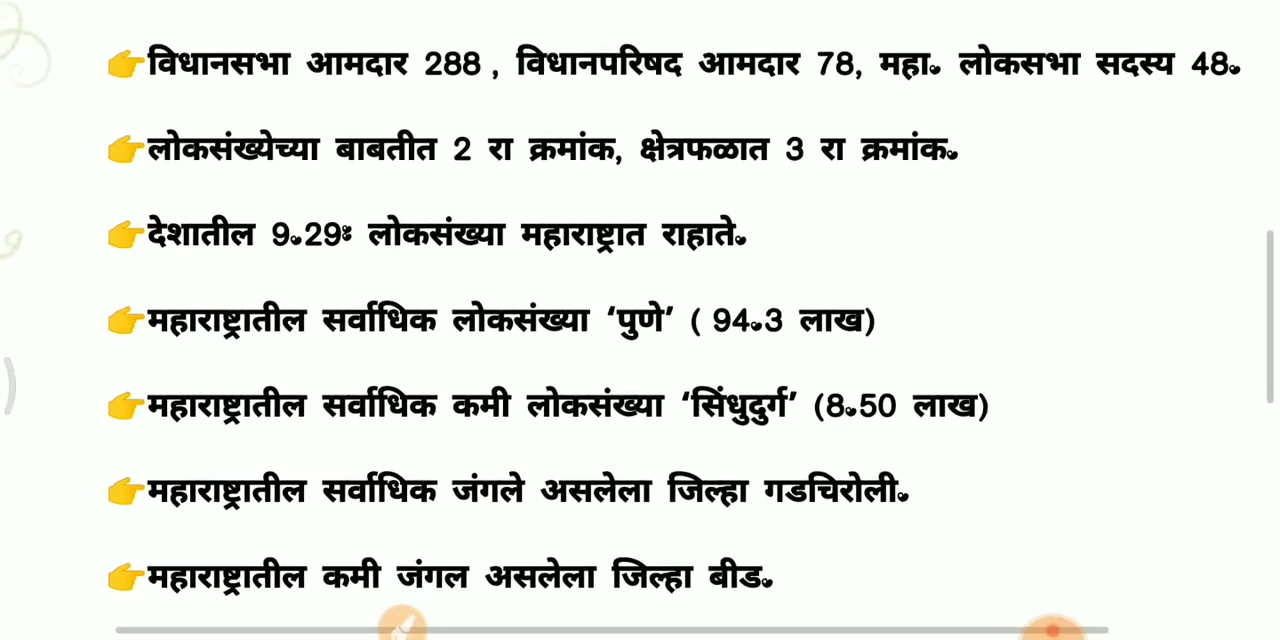 👉विधानसभा आमदार 288 , विधानपरिषद आमदार 78, महा. लोकसभा सदस्य 48.
👉लोकसंख्येच्या बाबतीत 2 रा क्रमांक, क्षेत्रफळात 3 रा क्रमांक.
👉देशातील 9.29% लोकसंख्या महाराष्ट्रात राहाते.
👉महाराष्ट्रातील सर्वाधिक लोकसंख्या ‘पुणे’ ( 94.3 लाख)
👉महाराष्ट्रातील सर्वाधिक कमी लोकसंख्या ‘सिंधुदुर्ग’ (8.50 लाख)
👉महाराष्ट्रातील सर्वाधिक जंगले असलेला जिल्हा गडचिरोली.
👉महाराष्ट्रातील कमी जंगल असलेला जिल्हा बीड.